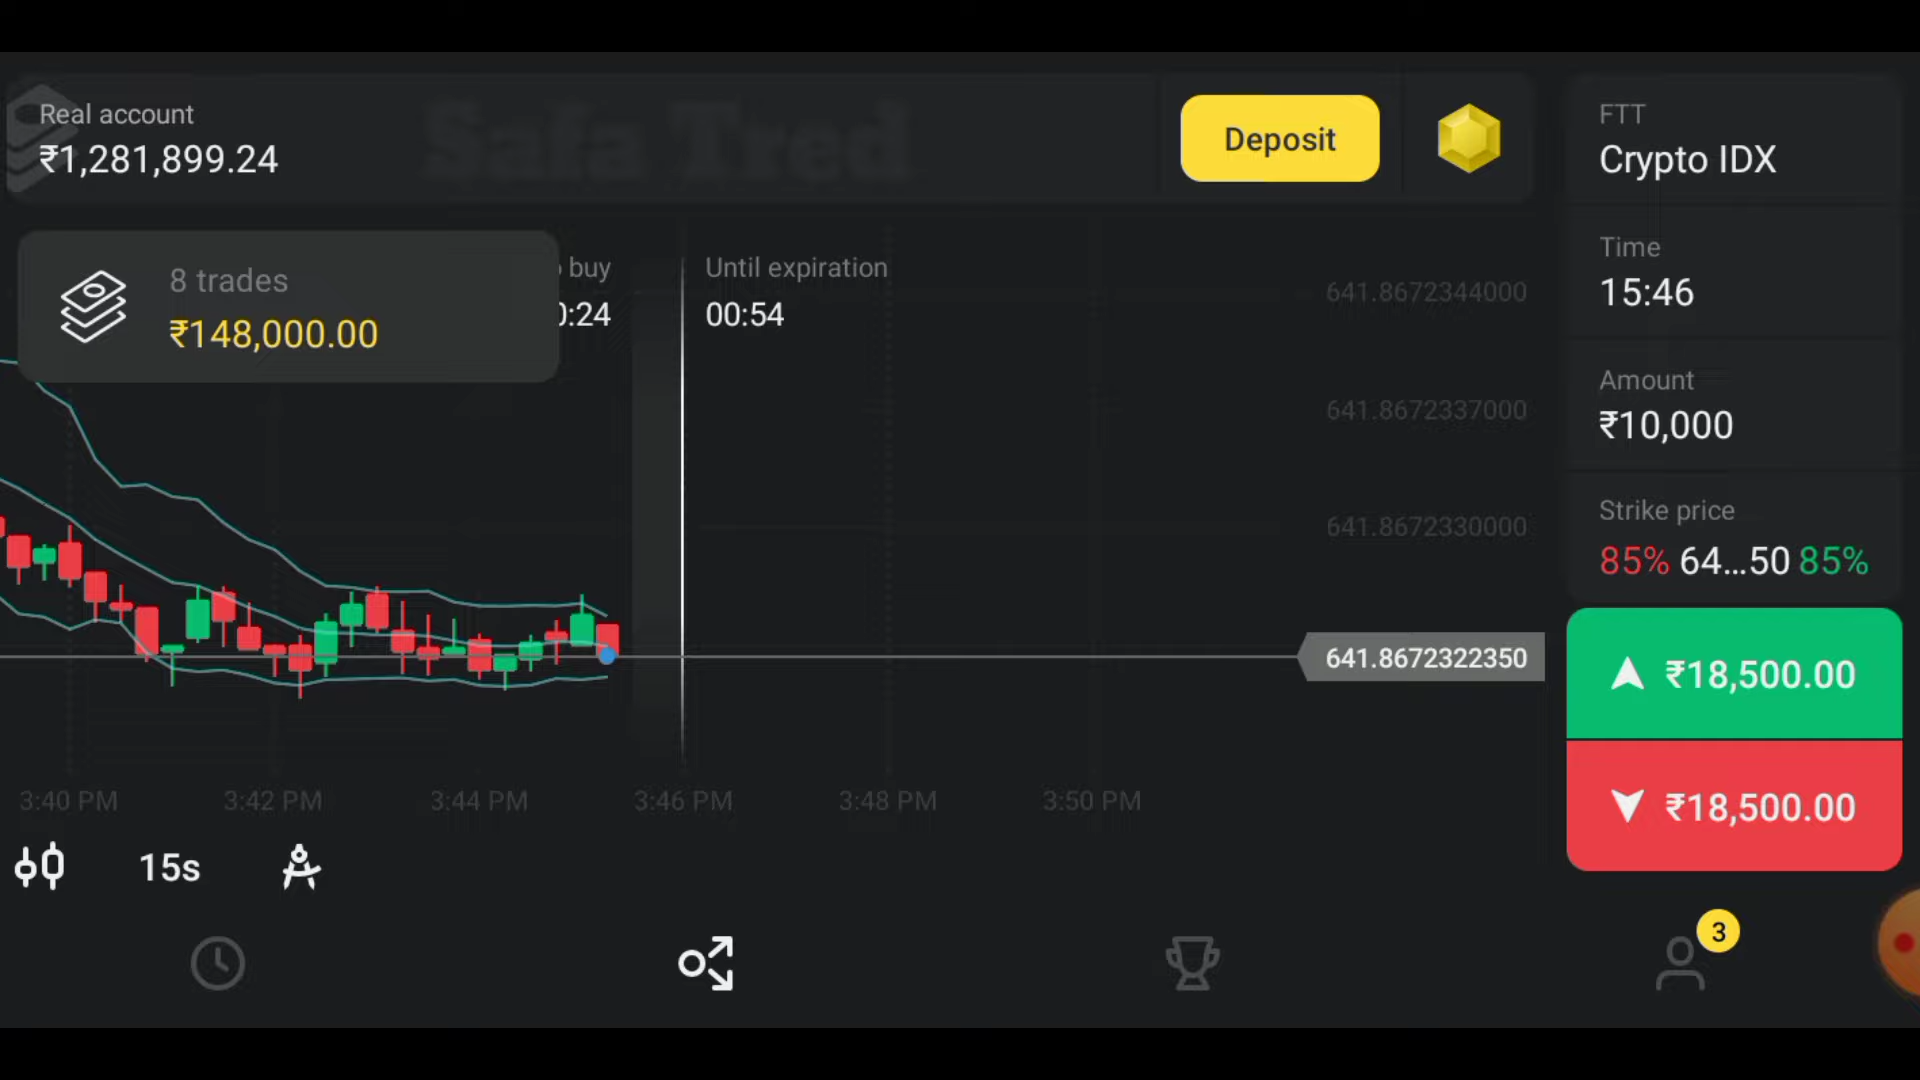 Real account
₹1,281,899.24
Safa Tred
Deposit
FTT
Crypto IDX
8 trades
₹148,000.00
buy
0:24
Until expiration
00:54
641.8672344000
641.8672337000
641.8672330000
641.8672322350
Time
15:46
Amount
₹10,000
Strike price
85% 64...50 85%
₹18,500.00
₹18,500.00
3:40 PM
3:42 PM
3:44 PM
3:46 PM
3:48 PM
3:50 PM
15s
3